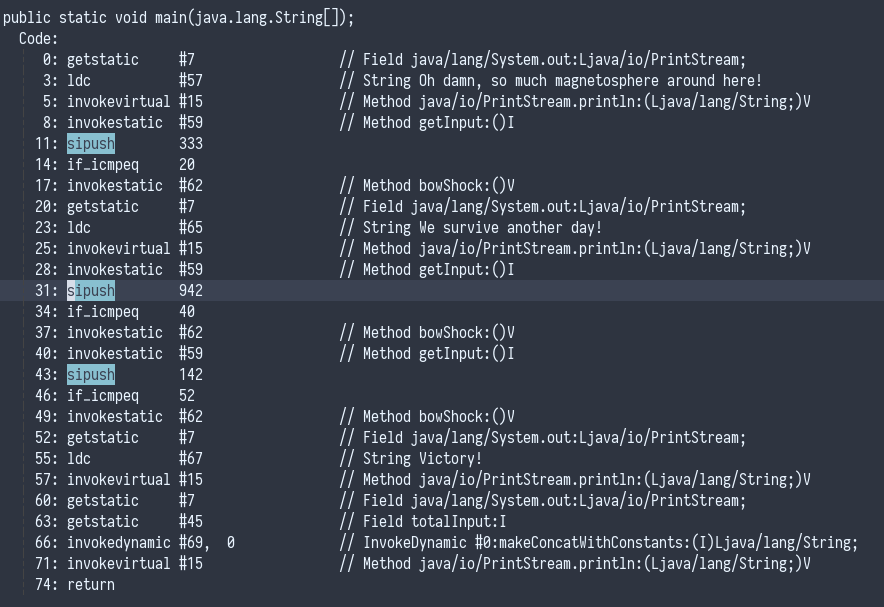 public static void main(java.lang.String[]);
  Code:
     0: getstatic     #7                  // Field java/lang/System.out:Ljava/io/PrintStream;
     3: ldc           #57                 // String Oh damn, so much magnetosphere around here!
     5: invokevirtual #15                 // Method java/io/PrintStream.println:(Ljava/lang/String;)V
     8: invokestatic  #59                 // Method getInput:()I
    11: sipush        333
    14: if_icmpeq     20
    17: invokestatic  #62                 // Method bowShock:()V
    20: getstatic     #7                  // Field java/lang/System.out:Ljava/io/PrintStream;
    23: ldc           #65                 // String We survive another day!
    25: invokevirtual #15                 // Method java/io/PrintStream.println:(Ljava/lang/String;)V
    28: invokestatic  #59                 // Method getInput:()I
    31: sipush        942
    34: if_icmpeq     40
    37: invokestatic  #62                 // Method bowShock:()V
    40: invokestatic  #59                 // Method getInput:()I
    43: sipush        142
    46: if_icmpeq     52
    49: invokestatic  #62                 // Method bowShock:()V
    52: getstatic     #7                  // Field java/lang/System.out:Ljava/io/PrintStream;
    55: ldc           #67                 // String Victory!
    57: invokevirtual #15                 // Method java/io/PrintStream.println:(Ljava/lang/String;)V
    60: getstatic     #7                  // Field java/lang/System.out:Ljava/io/PrintStream;
    63: getstatic     #45                 // Field totalInput:I
    66: invokedynamic #69,  0             // InvokeDynamic #0:makeConcatWithConstants:(I)Ljava/lang/String;
    71: invokevirtual #15                 // Method java/io/PrintStream.println:(Ljava/lang/String;)V
    74: return